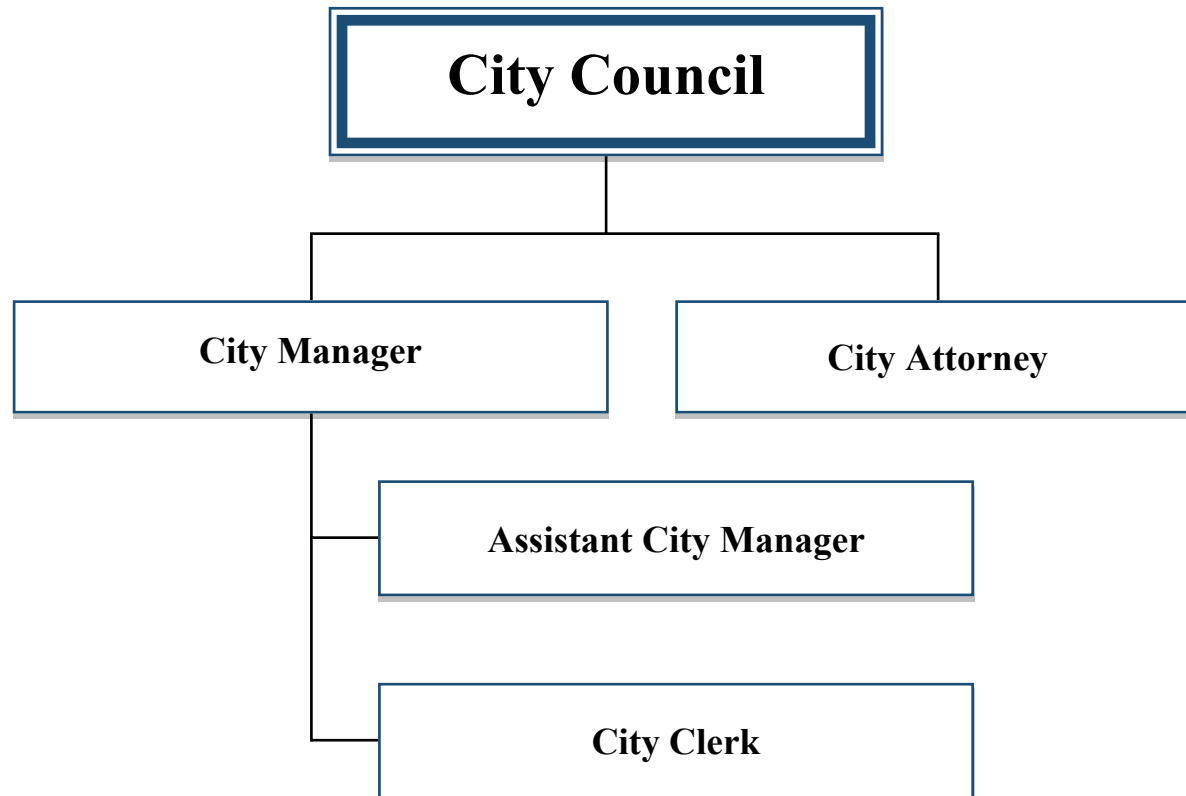 City Council
City Manager
City Attorney
Assistant City Manager
City Clerk